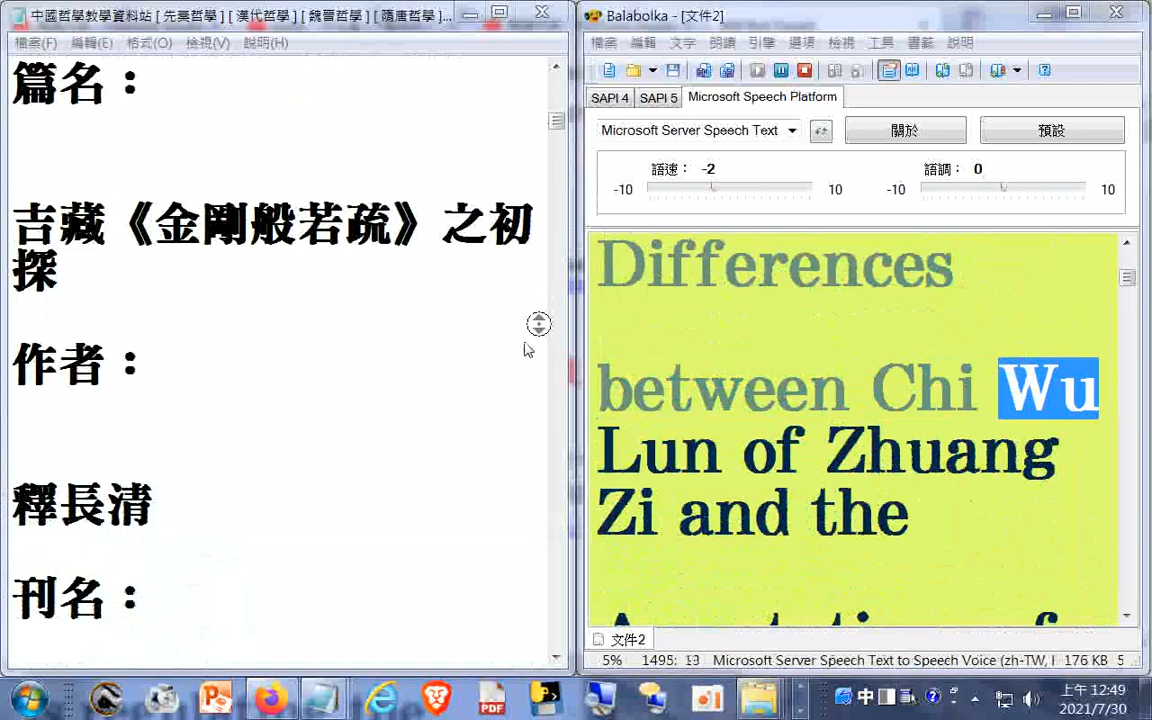 中國哲學教學資料站 [ 先秦哲學 ] [ 漢代哲學 ] [ 魏晉哲學 ] [ 隋唐哲學 ]...
檔案(F) 編輯(E) 格式(O) 檢視(V) 說明(H)
篇名：
吉藏《金剛般若疏》之初
探
作者：
釋長清
刊名：
Balabolka - [文件2]
檔案 編輯 文字 朗讀 引擎 選項 檢視 工具 書籤 說明
SAPI 4 SAPI 5 Microsoft Speech Platform
Microsoft Server Speech Text 關於 預設
語速： -2 語調： 0
-10 10 -10 10
Differences
between Chi Wu
Lun of Zhuang
Zi and the
文件2
5% 1495: 13 Microsoft Server Speech Text to Speech Voice (zh-TW, 176 KB 5
PDF 中 上午 12:49
2021/7/30